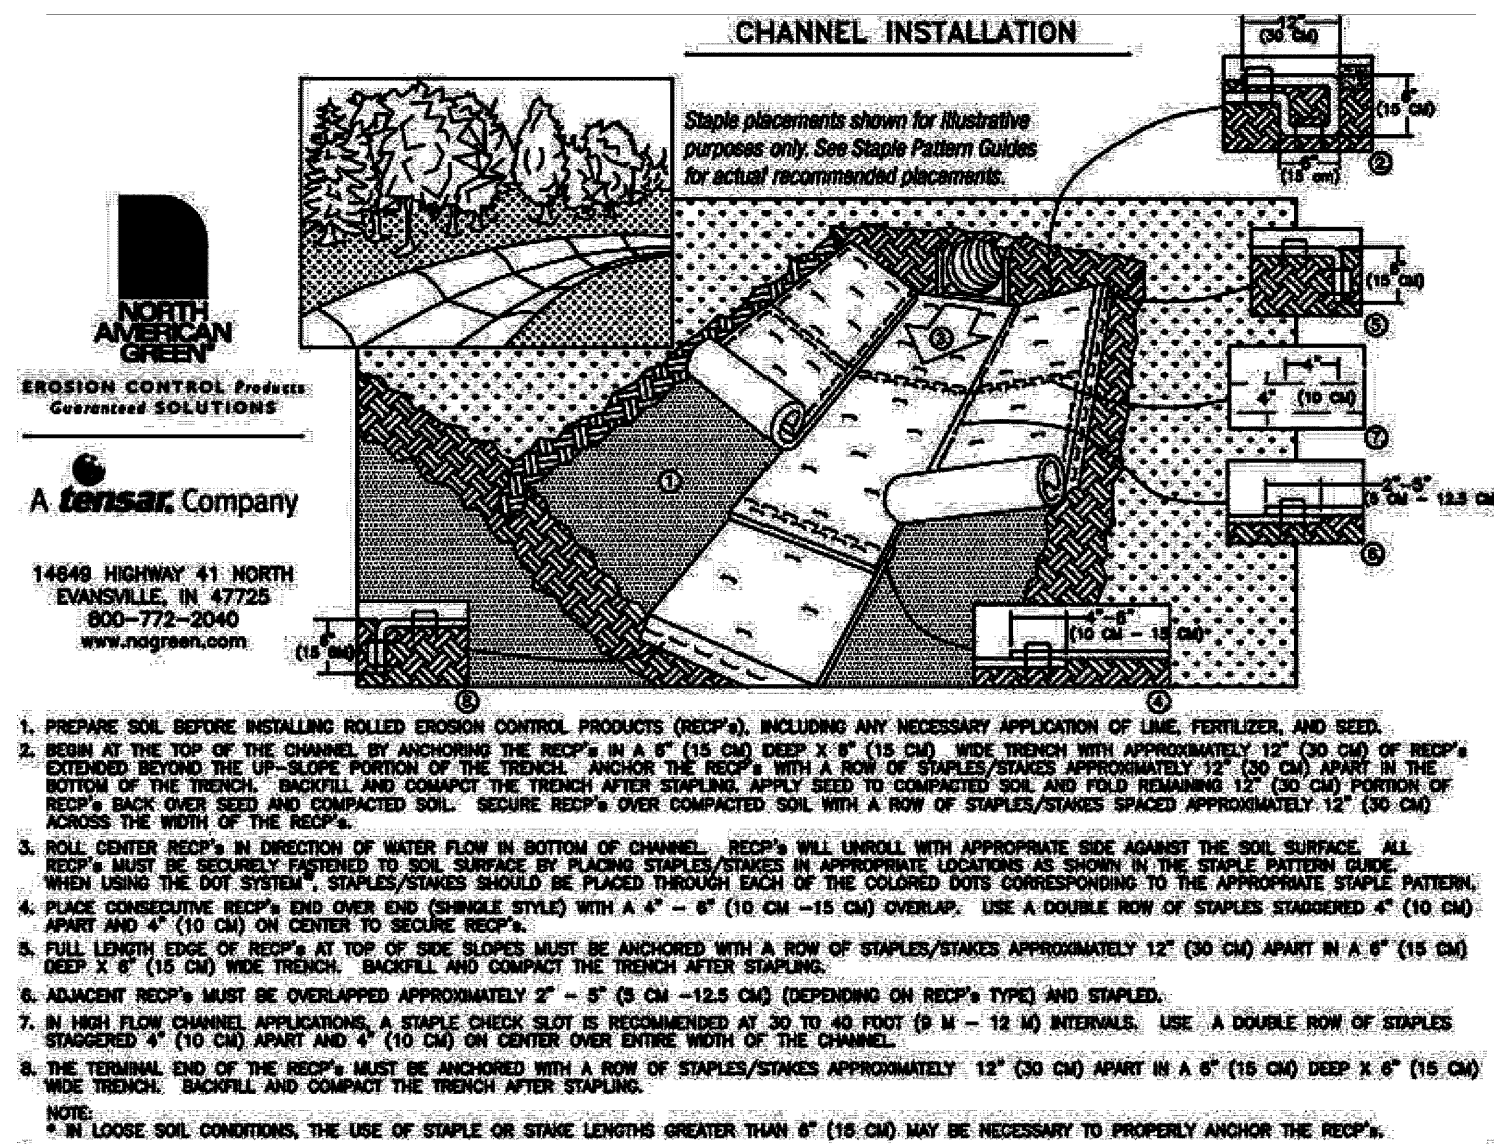 CHANNEL INSTALLATION
Staple placements shown for illustrative
purposes only. See Staple Pattern Guides
for actual recommended placements.
12"
(30 CM)
6"
(15 CM)
6"
(15 cm)
2
6"
(15 CM)
5
4"
4" (10 CM)
7
2"-5"
(5 CM - 12.5 CM
6
3
1
4"-6"
(10 CM - 15 CM)
4
6"
(15 CM)
8
NORTH
AMERICAN
GREEN®
EROSION CONTROL Products
Guaranteed SOLUTIONS
A tensar. Company
14649 HIGHWAY 41 NORTH
EVANSVILLE, IN 47725
800-772-2040
www.nagreen.com
1. PREPARE SOIL BEFORE INSTALLING ROLLED EROSION CONTROL PRODUCTS (RECP's), INCLUDING ANY NECESSARY APPLICATION OF LIME, FERTILIZER, AND SEED.
2. BEGIN AT THE TOP OF THE CHANNEL BY ANCHORING THE RECP's IN A 6" (15 CM) DEEP X 6" (15 CM) WIDE TRENCH WITH APPROXIMATELY 12" (30 CM) OF RECP's
EXTENDED BEYOND THE UP-SLOPE PORTION OF THE TRENCH. ANCHOR THE RECP's WITH A ROW OF STAPLES/STAKES APPROXIMATELY 12" (30 CM) APART IN THE
BOTTOM OF THE TRENCH. BACKFILL AND COMAPCT THE TRENCH AFTER STAPLING. APPLY SEED TO COMPACTED SOIL AND FOLD REMAINING 12" (30 CM) PORTION OF
RECP's BACK OVER SEED AND COMPACTED SOIL. SECURE RECP's OVER COMPACTED SOIL WITH A ROW OF STAPLES/STAKES SPACED APPROXIMATELY 12" (30 CM)
ACROSS THE WIDTH OF THE RECP's.
3. ROLL CENTER RECP's IN DIRECTION OF WATER FLOW IN BOTTOM OF CHANNEL. RECP's WILL UNROLL WITH APPROPRIATE SIDE AGAINST THE SOIL SURFACE. ALL
RECP's MUST BE SECURELY FASTENED TO SOIL SURFACE BY PLACING STAPLES/STAKES IN APPROPRIATE LOCATIONS AS SHOWN IN THE STAPLE PATTERN GUIDE.
WHEN USING THE DOT SYSTEM™, STAPLES/STAKES SHOULD BE PLACED THROUGH EACH OF THE COLORED DOTS CORRESPONDING TO THE APPROPRIATE STAPLE PATTERN.
4. PLACE CONSECUTIVE RECP's END OVER END (SHINGLE STYLE) WITH A 4" - 6" (10 CM -15 CM) OVERLAP. USE A DOUBLE ROW OF STAPLES STAGGERED 4" (10 CM)
APART AND 4" (10 CM) ON CENTER TO SECURE RECP's.
5. FULL LENGTH EDGE OF RECP's AT TOP OF SIDE SLOPES MUST BE ANCHORED WITH A ROW OF STAPLES/STAKES APPROXIMATELY 12" (30 CM) APART IN A 6" (15 CM)
DEEP X 6" (15 CM) WIDE TRENCH. BACKFILL AND COMPACT THE TRENCH AFTER STAPLING.
6. ADJACENT RECP's MUST BE OVERLAPPED APPROXIMATELY 2" - 5" (5 CM -12.5 CM) (DEPENDING ON RECP's TYPE) AND STAPLED.
7. IN HIGH FLOW CHANNEL APPLICATIONS, A STAPLE CHECK SLOT IS RECOMMENDED AT 30 TO 40 FOOT (9 M - 12 M) INTERVALS. USE A DOUBLE ROW OF STAPLES
STAGGERED 4" (10 CM) APART AND 4" (10 CM) ON CENTER OVER ENTIRE WIDTH OF THE CHANNEL.
8. THE TERMINAL END OF THE RECP's MUST BE ANCHORED WITH A ROW OF STAPLES/STAKES APPROXIMATELY 12" (30 CM) APART IN A 6" (15 CM) DEEP X 6" (15 CM)
WIDE TRENCH. BACKFILL AND COMPACT THE TRENCH AFTER STAPLING.
NOTE:
* IN LOOSE SOIL CONDITIONS, THE USE OF STAPLE OR STAKE LENGTHS GREATER THAN 6" (15 CM) MAY BE NECESSARY TO PROPERLY ANCHOR THE RECP's.